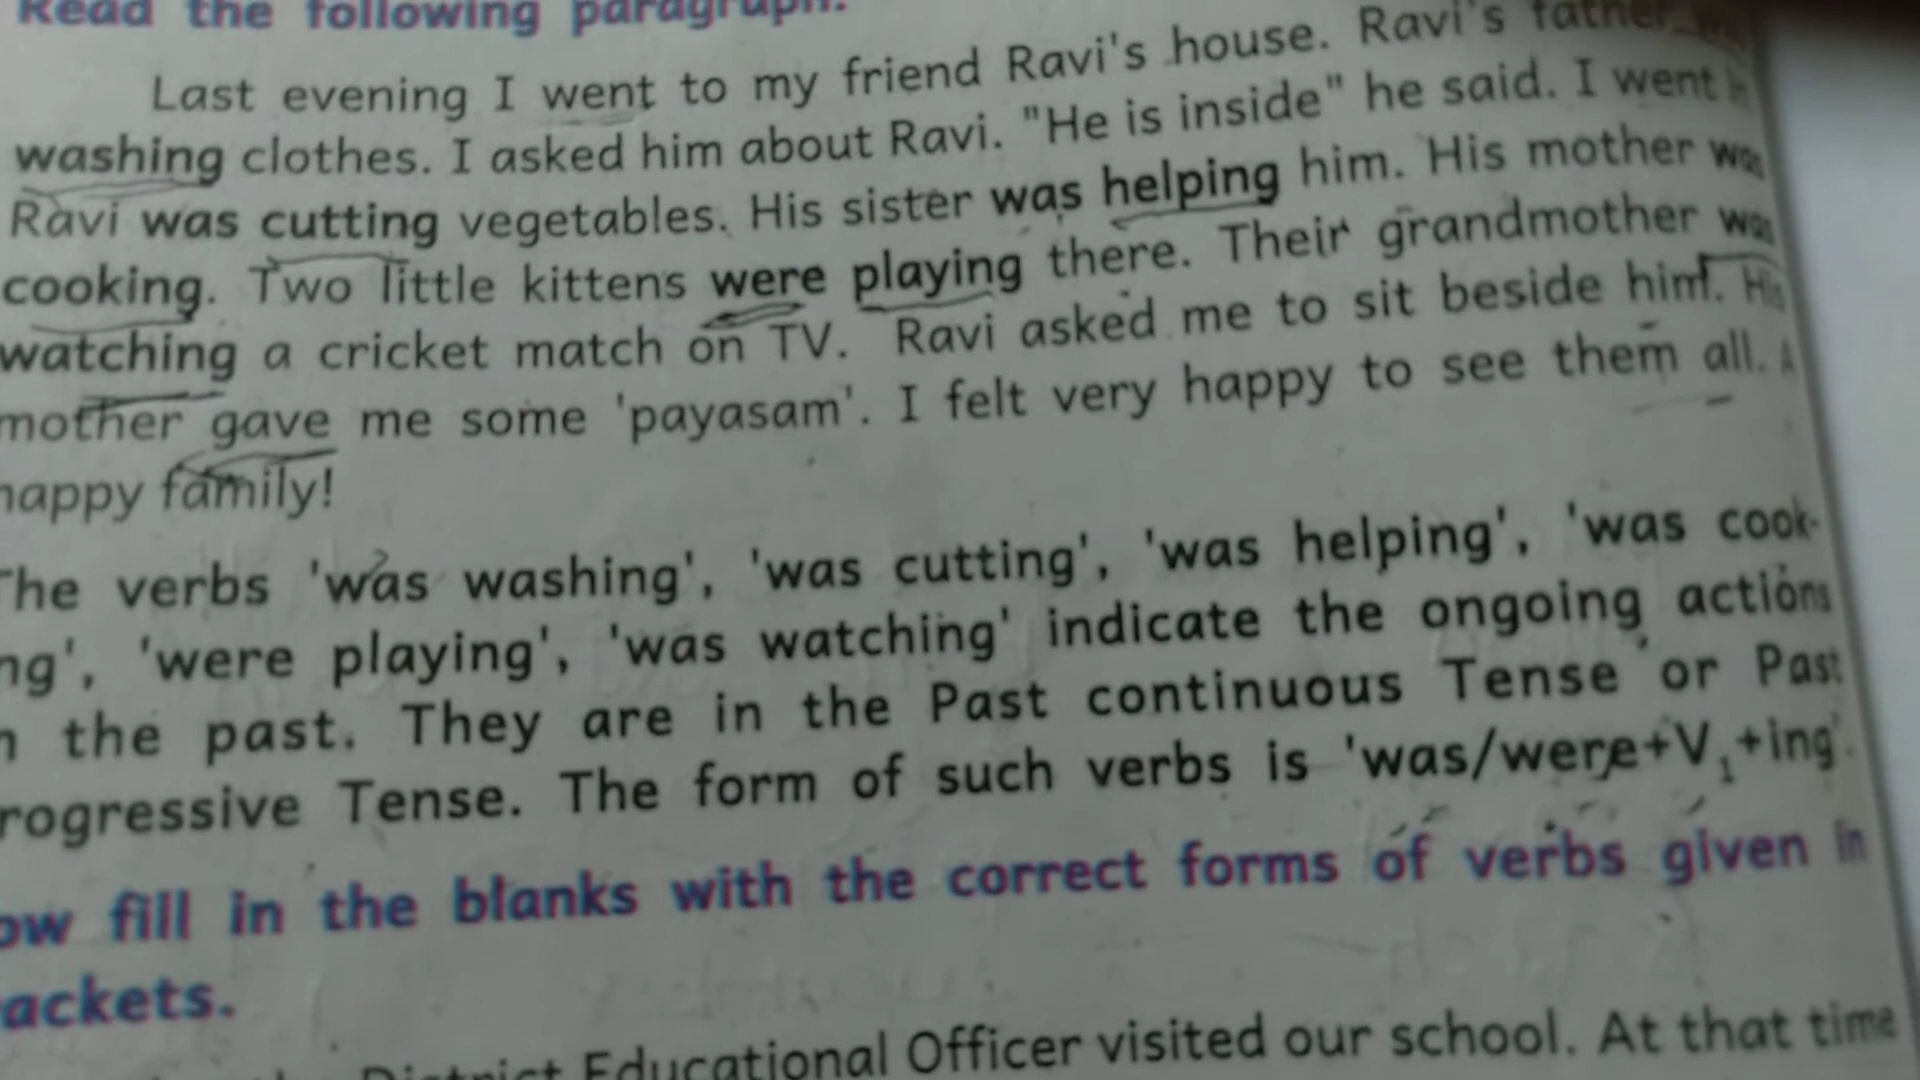 Read the following paragraph.
Last evening I went to my friend Ravi's house. Ravi's father
washing clothes. I asked him about Ravi. "He is inside" he said. I went in
Ravi was cutting vegetables. His sister was helping him. His mother was
cooking. Two little kittens were playing there. Their grandmother was
watching a cricket match on TV. Ravi asked me to sit beside him. His
mother gave me some 'payasam'. I felt very happy to see them all. A
happy family!
The verbs 'was washing', 'was cutting', 'was helping', 'was cook-
ng', 'were playing', 'was watching' indicate the ongoing actions
n the past. They are in the Past continuous Tense or Past
rogressive Tense. The form of such verbs is 'was/were+V₁+ing'.
ow fill in the blanks with the correct forms of verbs given in
ackets.
District Educational Officer visited our school. At that time